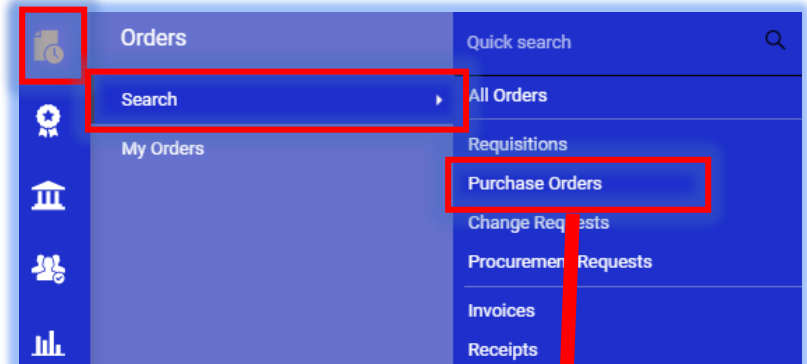 Orders
Search
My Orders
Quick search
All Orders
Requisitions
Purchase Orders
Change Requests
Procurement Requests
Invoices
Receipts